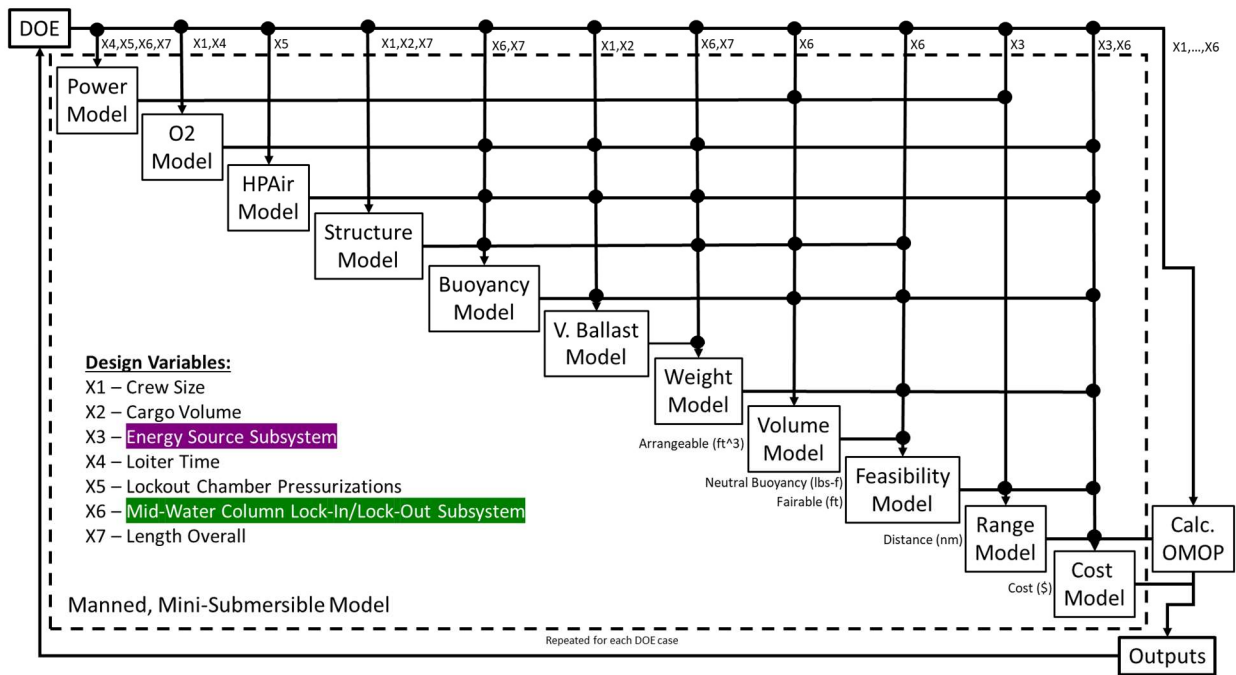 DOE
X4,X5,X6,X7
X1,X4
X5
X1,X2,X7
X6,X7
X1,X2
X6,X7
X6
X6
X3
X3,X6
X1,...,X6
Power
Model
O2
Model
HPAir
Model
Structure
Model
Buoyancy
Model
V. Ballast
Model
Weight
Model
Arrangeable (ft^3)
Volume
Model
Neutral Buoyancy (lbs-f)
Fairable (ft)
Feasibility
Model
Distance (nm)
Range
Model
Calc.
OMOP
Cost ($)
Cost
Model
Design Variables:
X1 – Crew Size
X2 – Cargo Volume
X3 – Energy Source Subsystem
X4 – Loiter Time
X5 – Lockout Chamber Pressurizations
X6 – Mid-Water Column Lock-In/Lock-Out Subsystem
X7 – Length Overall
Manned, Mini-Submersible Model
Repeated for each DOE case
Outputs